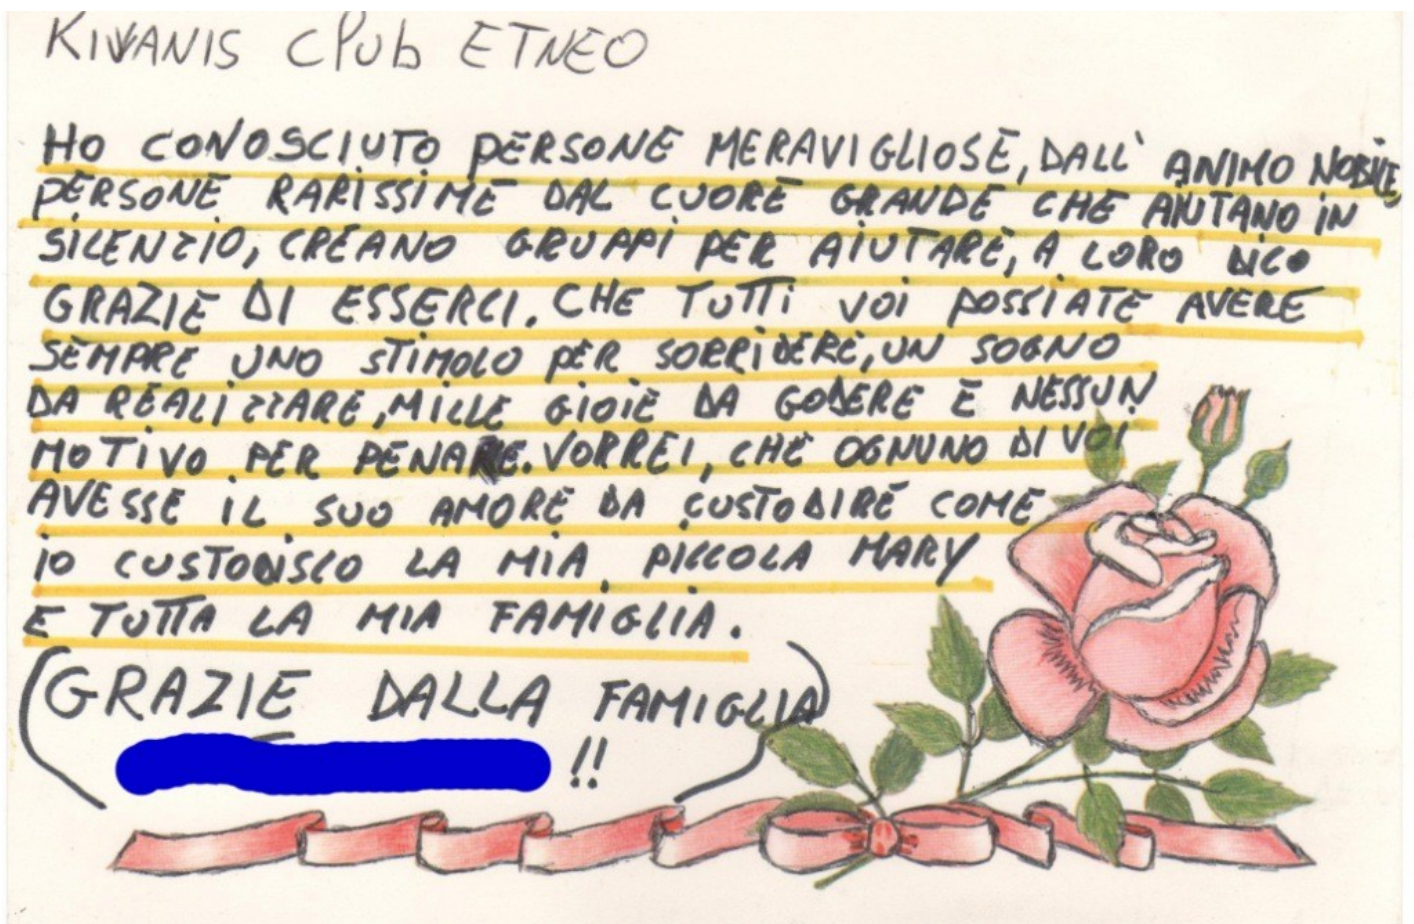 KIWANIS CLUB ETNEO
HO CONOSCIUTO PERSONE MERAVIGLIOSE, DALL' ANIMO NOBILE,
PERSONE RARISSIME DAL CUORE GRANDE CHE AIUTANO IN
SILENZIO, CREANO GRUPPI PER AIUTARE, A LORO DICO
GRAZIE DI ESSERCI. CHE TUTTI VOI POSSIATE AVERE
SEMPRE UNO STIMOLO PER SORRIDERE, UN SOGNO
DA REALIZZARE, MILLE GIOIE DA GODERE E NESSUN
MOTIVO PER PENARE. VORREI, CHE OGNUNO DI VOI
AVESSE IL SUO AMORE DA CUSTODIRE COME
IO CUSTODISCO LA MIA PICCOLA MARY
E TUTTA LA MIA FAMIGLIA.
(GRAZIE DALLA FAMIGLIA
!!)